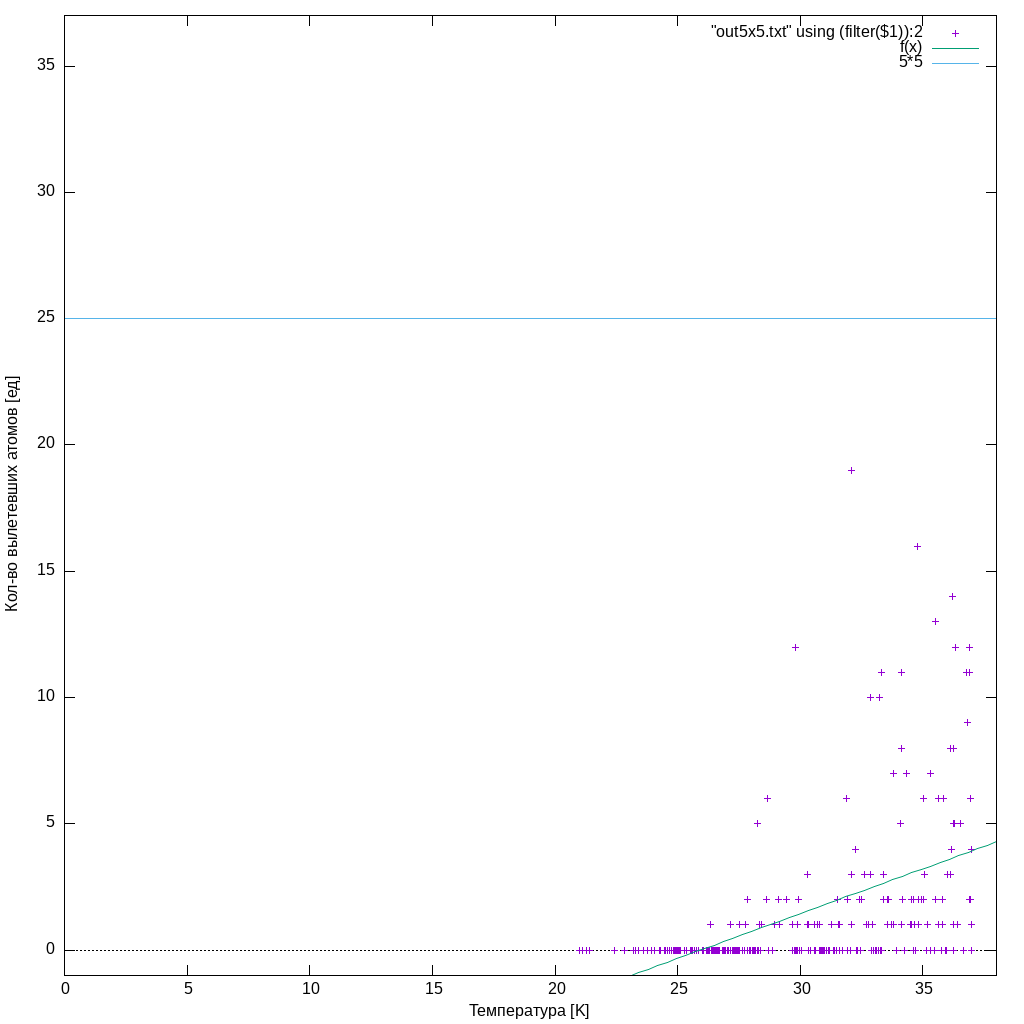 "out5x5.txt" using (filter($1)):2
f(x)
5*5
35
30
25
20
15
10
5
0
Кол-во вылетевших атомов [ед]
0 5 10 15 20 25 30 35
Температура [K]